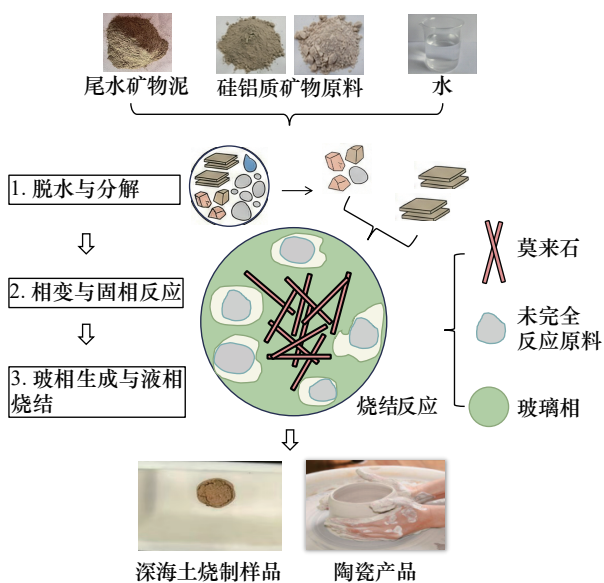 尾水矿物泥
硅铝质矿物原料
水
1. 脱水与分解
2. 相变与固相反应
3. 玻相生成与液相
烧结
烧结反应
莫来石
未完全
反应原料
玻璃相
深海土烧制样品
陶瓷产品